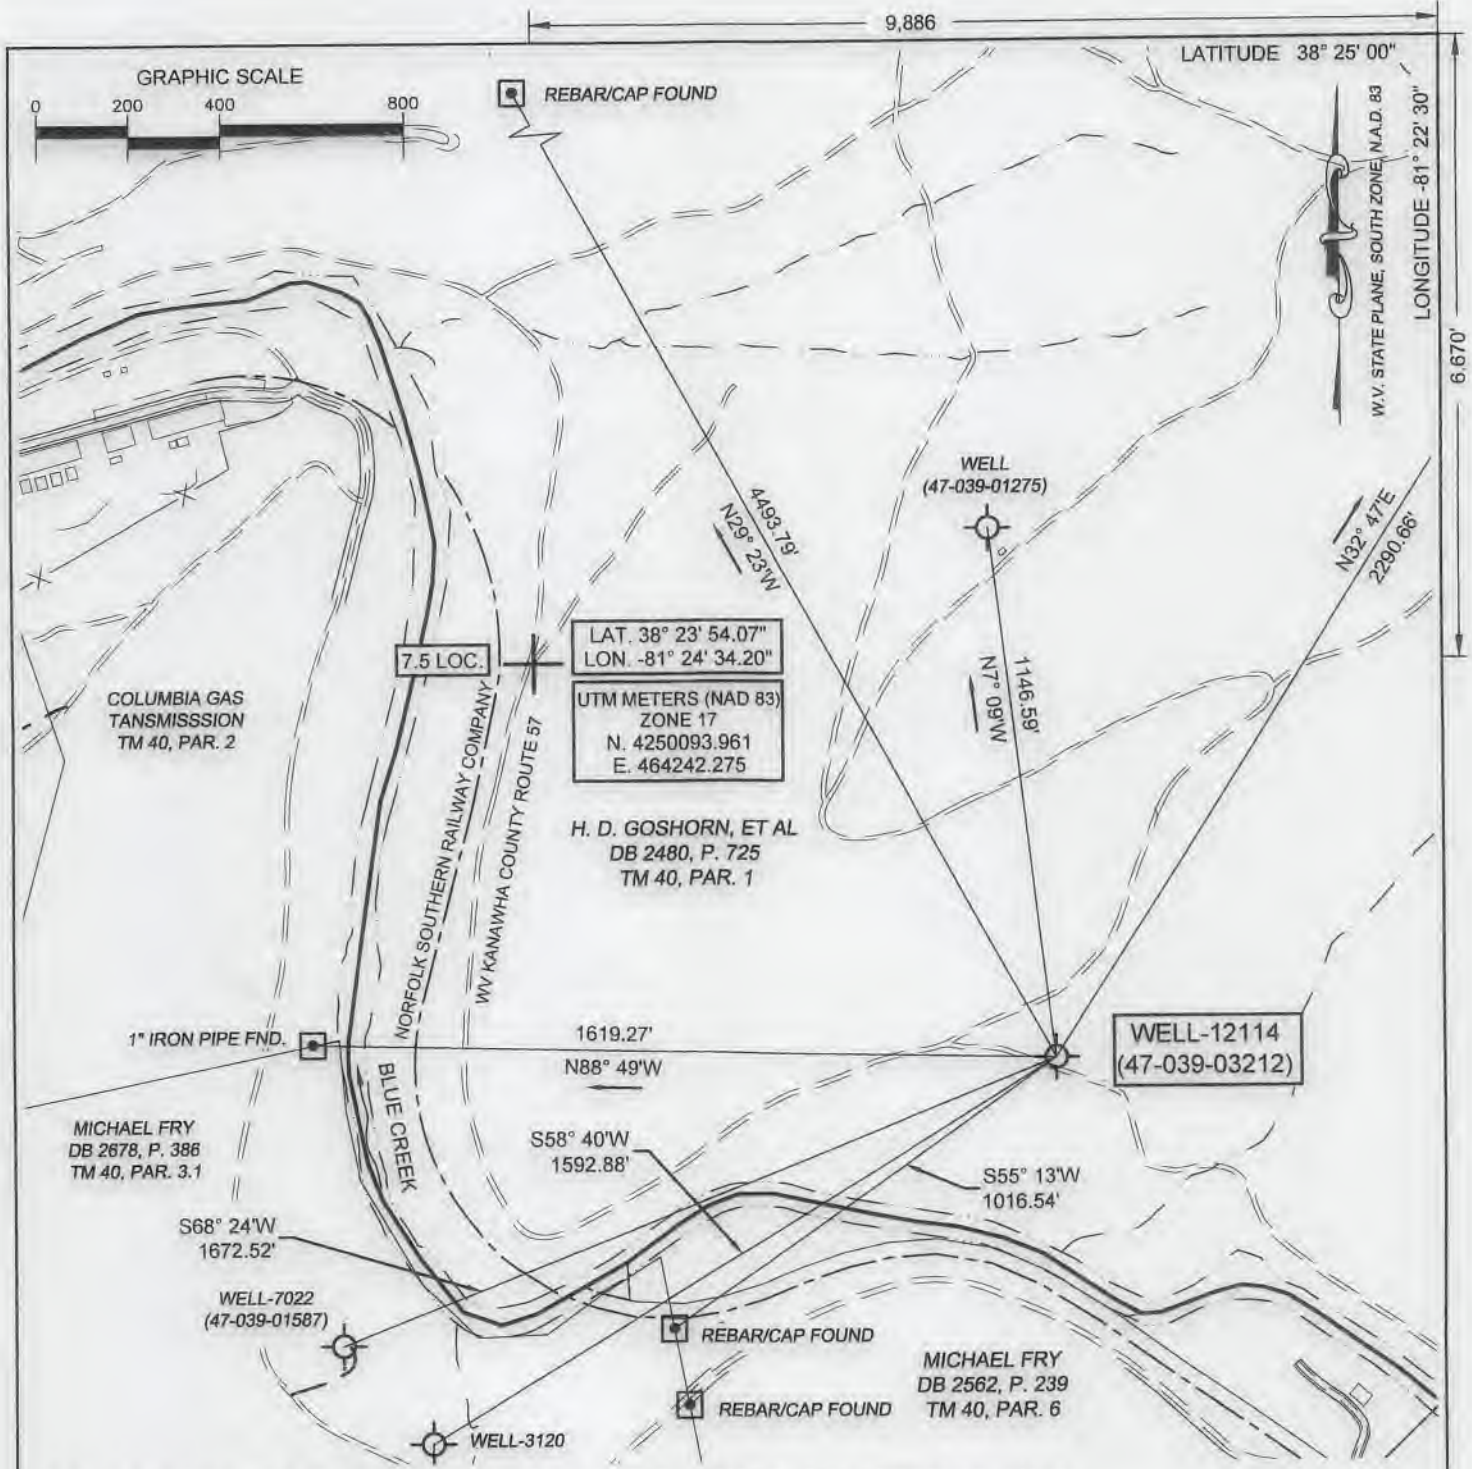 9,886
LATITUDE 38° 25' 00"
GRAPHIC SCALE
0 200 400 800
REBAR/CAP FOUND
W.V. STATE PLANE, SOUTH ZONE, N.A.D. 83
LONGITUDE -81° 22' 30"
6.670'
WELL
(47-039-01275)
4493.79'
N29° 23'W
N32° 47'E
2290.66'
7.5 LOC.
LAT. 38° 23' 54.07"
LON. -81° 24' 34.20"
UTM METERS (NAD 83)
ZONE 17
N. 4250093.961
E. 464242.275
1146.59'
N7° 09'W
COLUMBIA GAS
TANSMISSSION
TM 40, PAR. 2
NORFOLK SOUTHERN RAILWAY COMPANY
WV KANAWHA COUNTY ROUTE 57
H. D. GOSHORN, ET AL
DB 2480, P. 725
TM 40, PAR. 1
1" IRON PIPE FND.
1619.27'
N88° 49'W
WELL-12114
(47-039-03212)
BLUE CREEK
MICHAEL FRY
DB 2678, P. 386
TM 40, PAR. 3.1
S58° 40'W
1592.88'
S55° 13'W
1016.54'
S68° 24'W
1672.52'
WELL-7022
(47-039-01587)
REBAR/CAP FOUND
MICHAEL FRY
DB 2562, P. 239
TM 40, PAR. 6
REBAR/CAP FOUND
WELL-3120